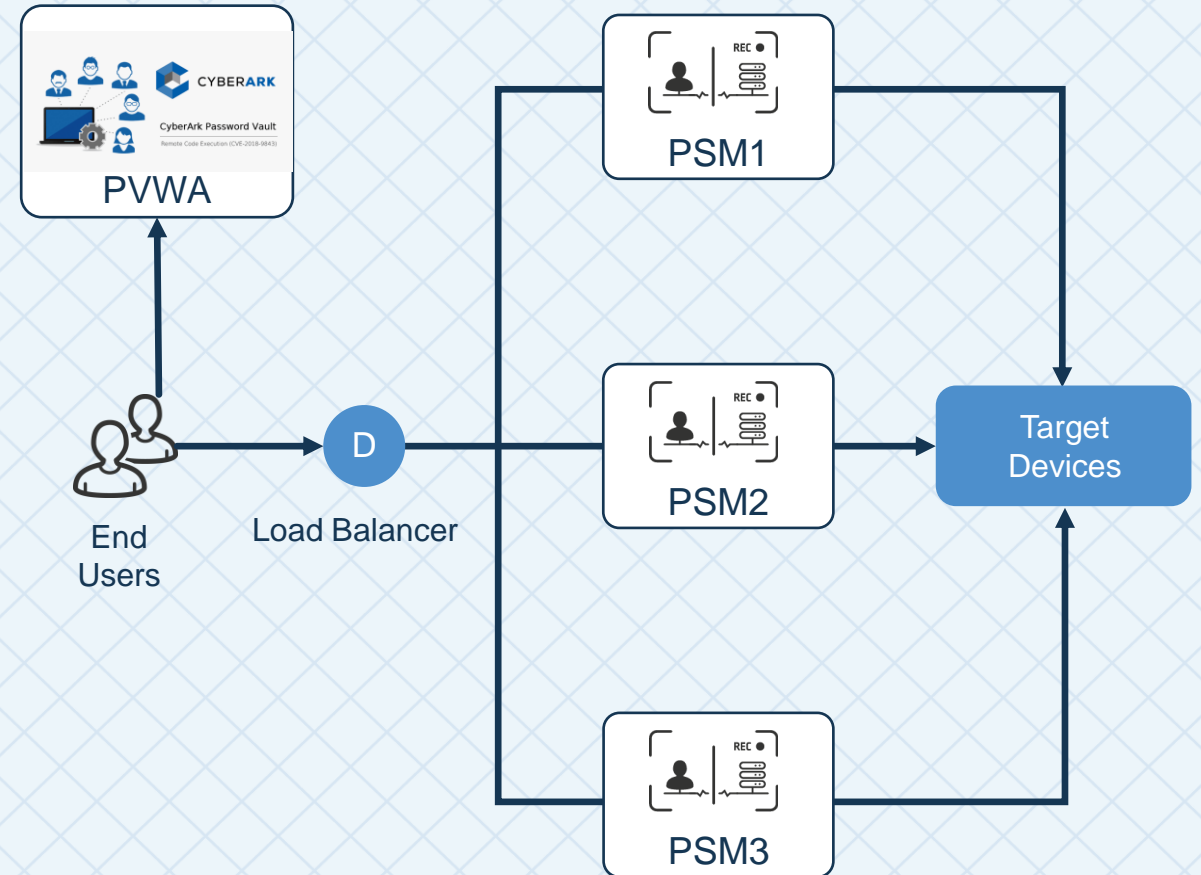 CYBERARK
CyberArk Password Vault
Remote Code Execution (CVE-2018-9843)
PVWA
End
Users
D
Load Balancer
REC
PSM1
REC
PSM2
REC
PSM3
Target
Devices